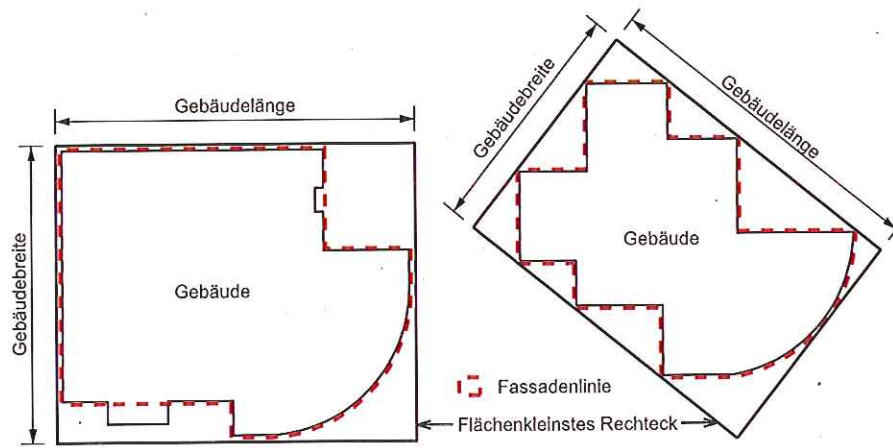 Gebäudelänge
Gebäudebreite
Gebäude
Gebäudebreite
Gebäudelänge
Gebäude
Fassadenlinie
Flächenkleinstes Rechteck